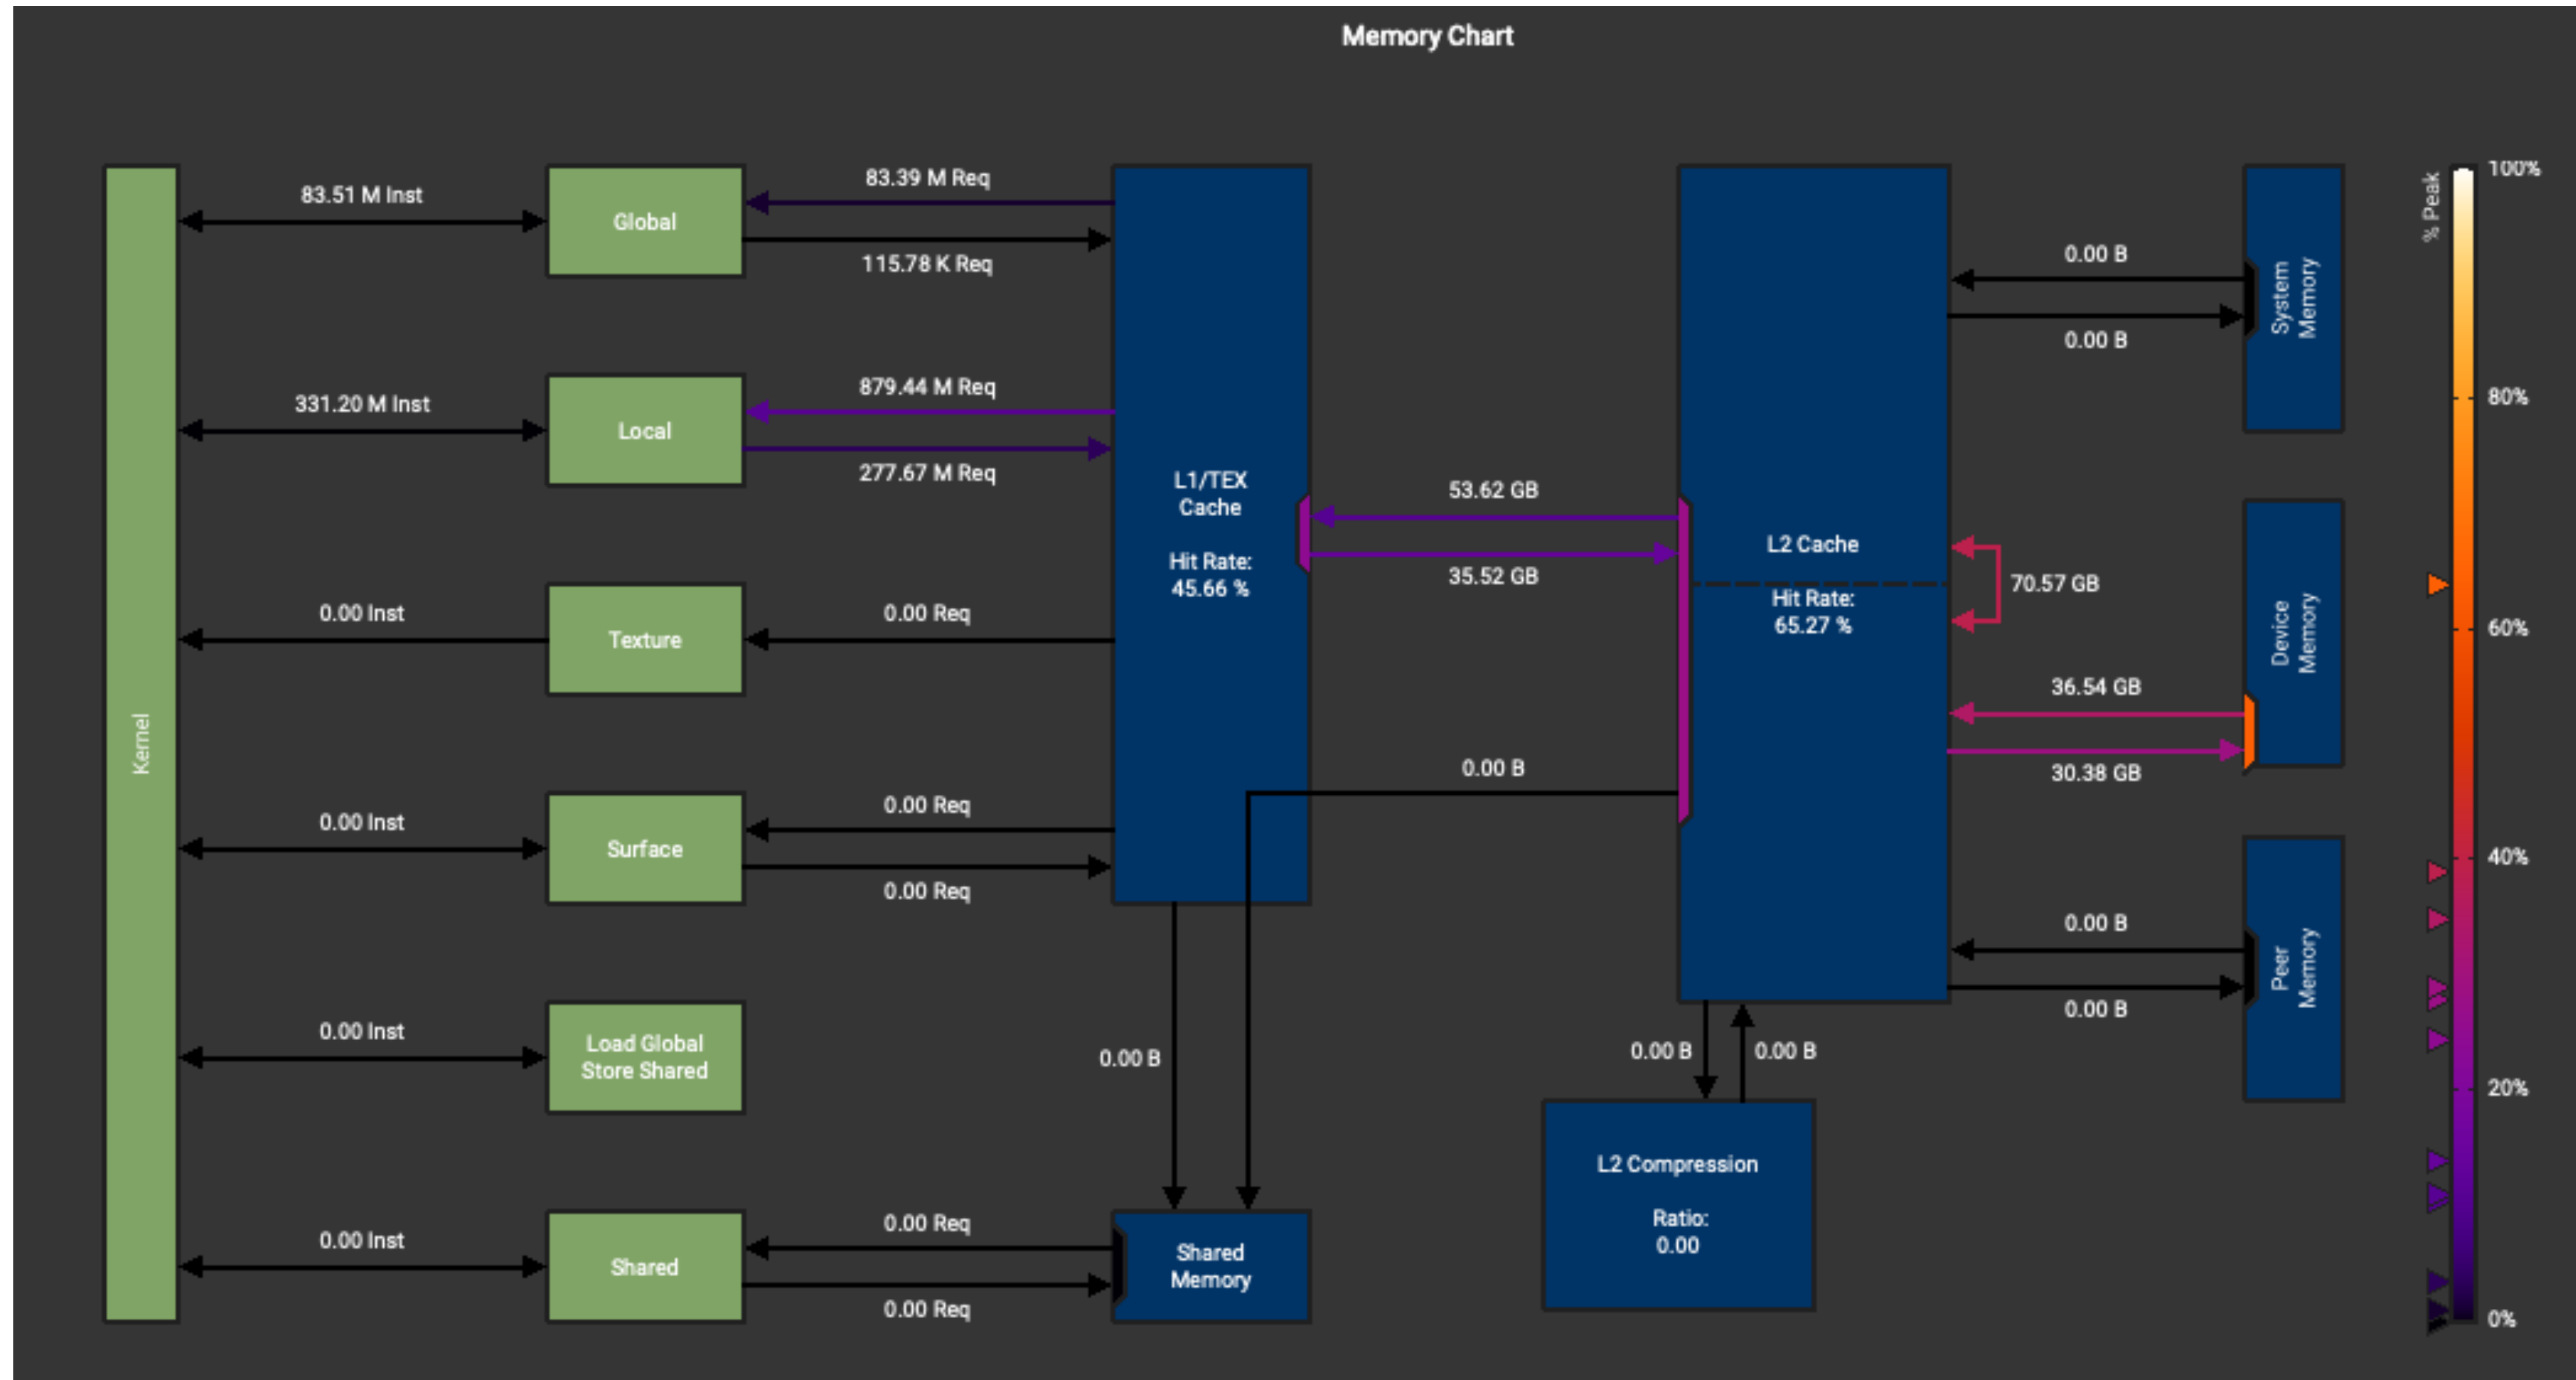 Memory Chart
Kernel
83.51 M Inst
Global
83.39 M Req
115.78 K Req
331.20 M Inst
Local
879.44 M Req
277.67 M Req
0.00 Inst
Texture
0.00 Req
0.00 Inst
Surface
0.00 Req
0.00 Req
0.00 Inst
Load Global
Store Shared
0.00 Inst
Shared
0.00 Req
0.00 Req
L1/TEX
Cache
Hit Rate:
45.66 %
0.00 B
Shared
Memory
53.62 GB
35.52 GB
0.00 B
L2 Cache
Hit Rate:
65.27 %
70.57 GB
0.00 B
0.00 B
L2 Compression
Ratio:
0.00
0.00 B
0.00 B
System
Memory
36.54 GB
30.38 GB
Device
Memory
0.00 B
0.00 B
Peer
Memory
% Peak
100%
80%
60%
40%
20%
0%